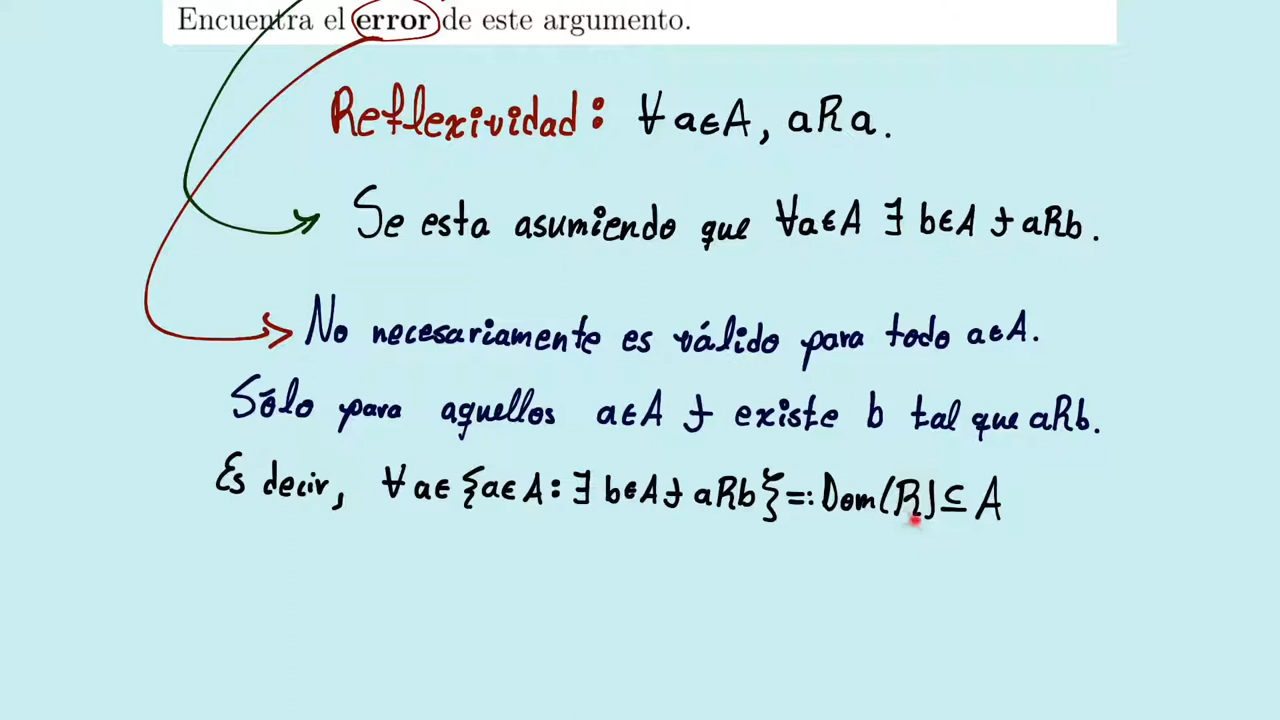 Encuentra el error de este argumento.
Reflexividad: ∀a∈A, aRa.
Se esta asumiendo que ∀a∈A ∃ b∈A t aRb.
No necesariamente es válido para todo a∈A.
Sólo para aquellos a∈A t existe b tal que aRb.
Es decir, ∀a∈{a∈A: ∃ b∈A t aRb}=: Dom(R)⊆A